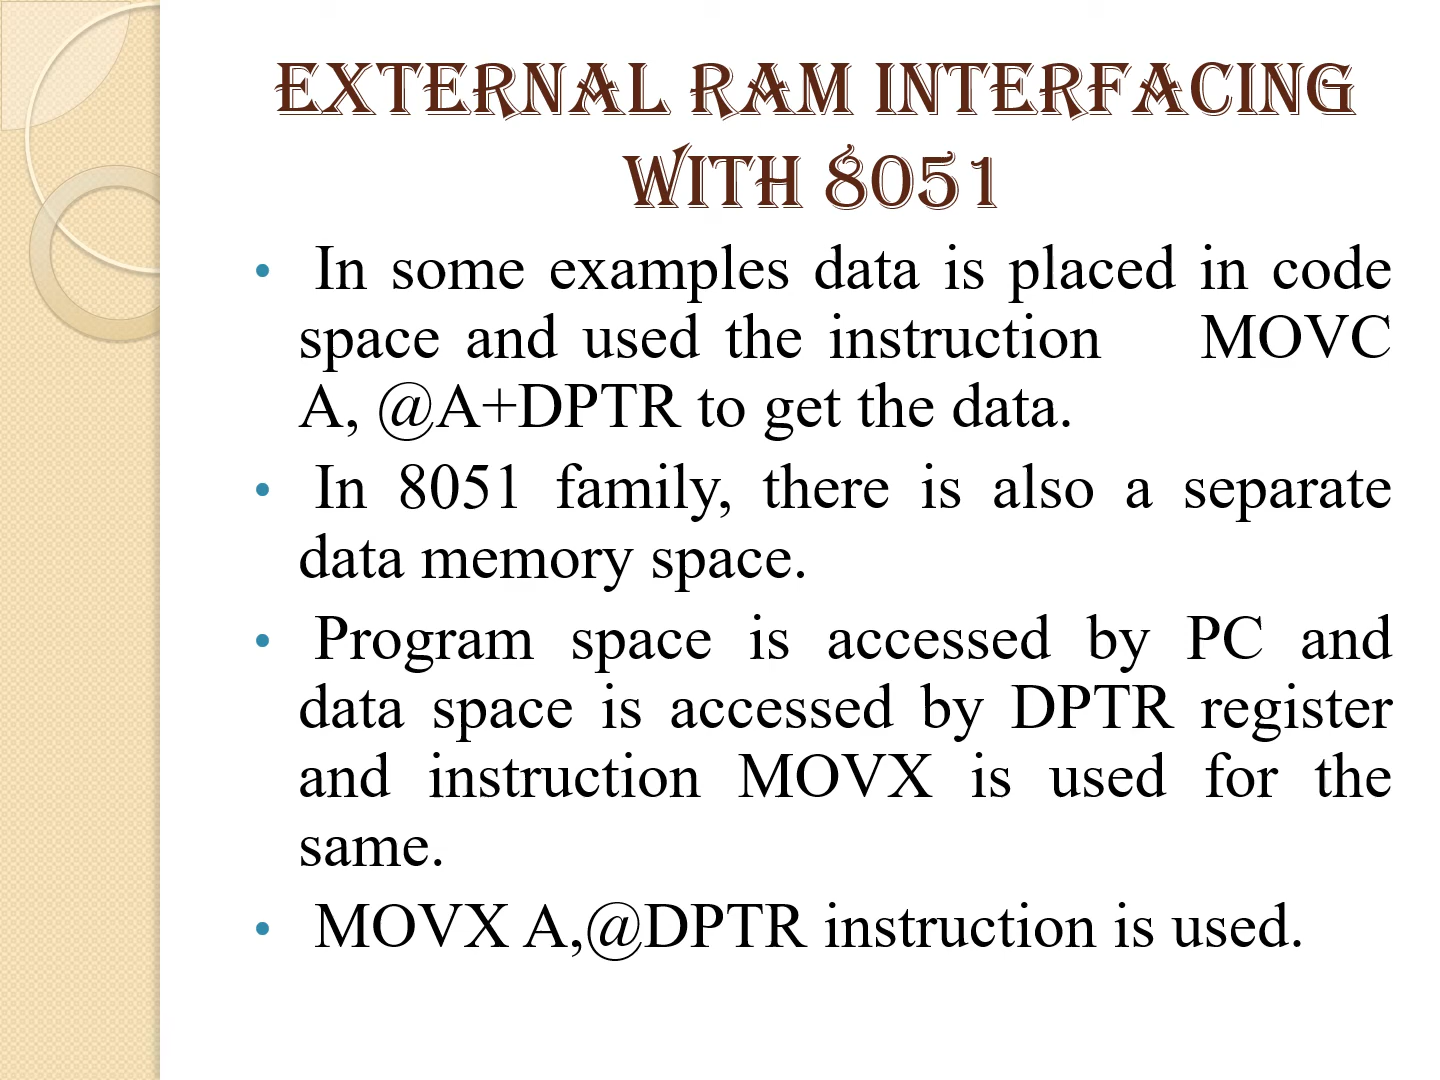 EXTERNAL RAM INTERFACING
WITH 8051
• In some examples data is placed in code
space and used the instruction MOVC
A, @A+DPTR to get the data.
• In 8051 family, there is also a separate
data memory space.
• Program space is accessed by PC and
data space is accessed by DPTR register
and instruction MOVX is used for the
same.
• MOVX A,@DPTR instruction is used.